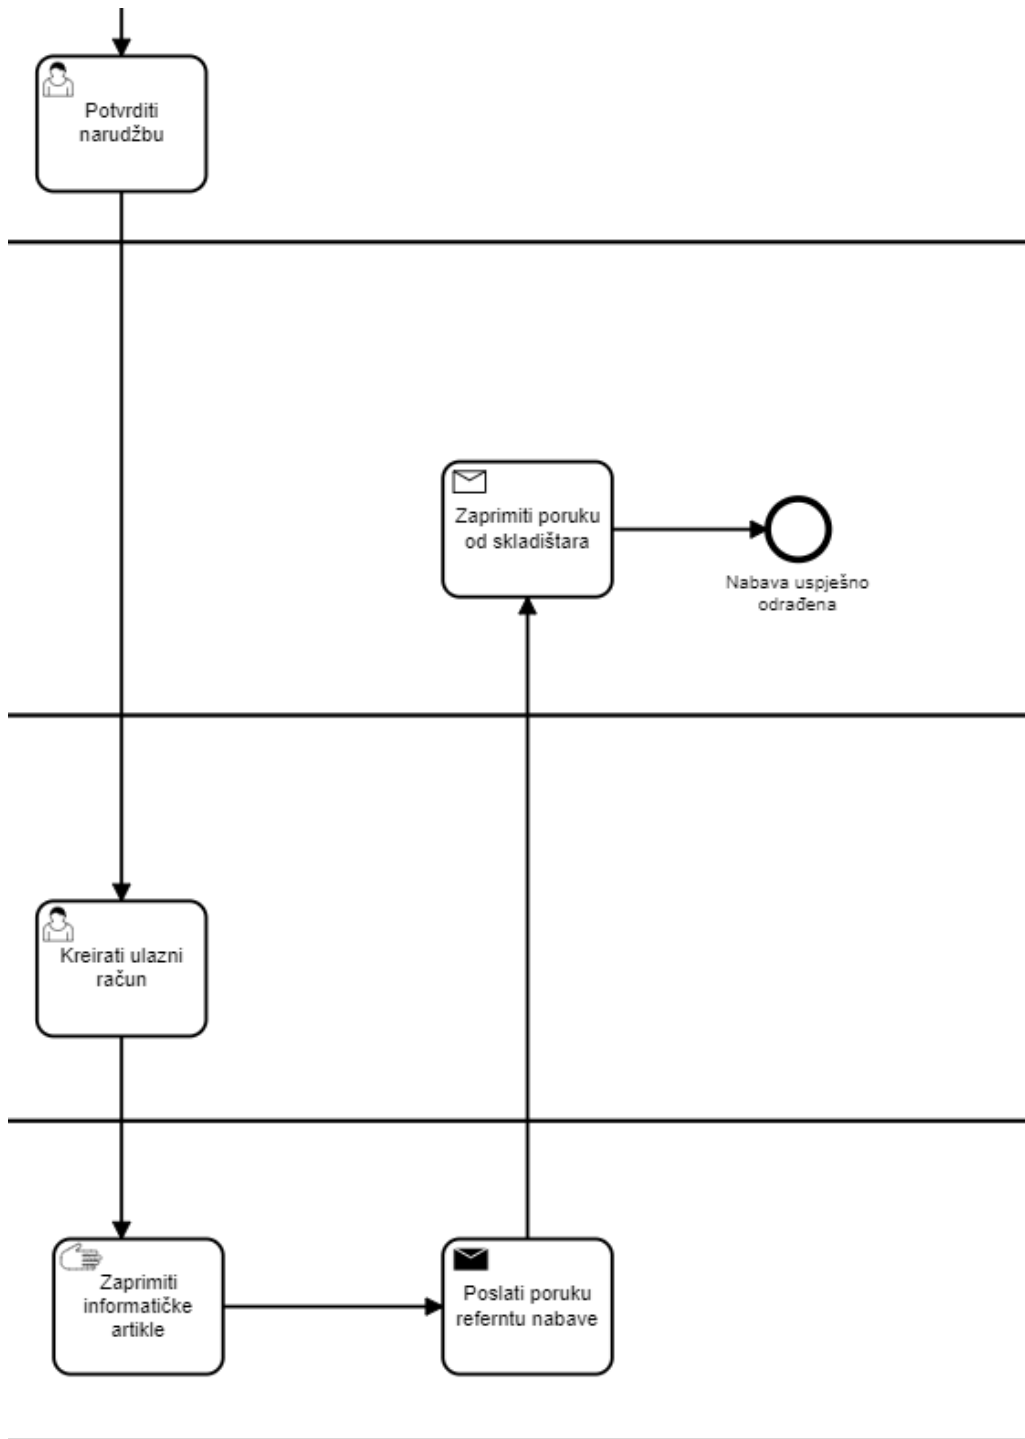 Potvrditi
narudžbu
Zaprimiti poruku
od skladištara
Nabava uspješno
odrađena
Kreirati ulazni
račun
Zaprimiti
informatičke
artikle
Poslati poruku
referntu nabave